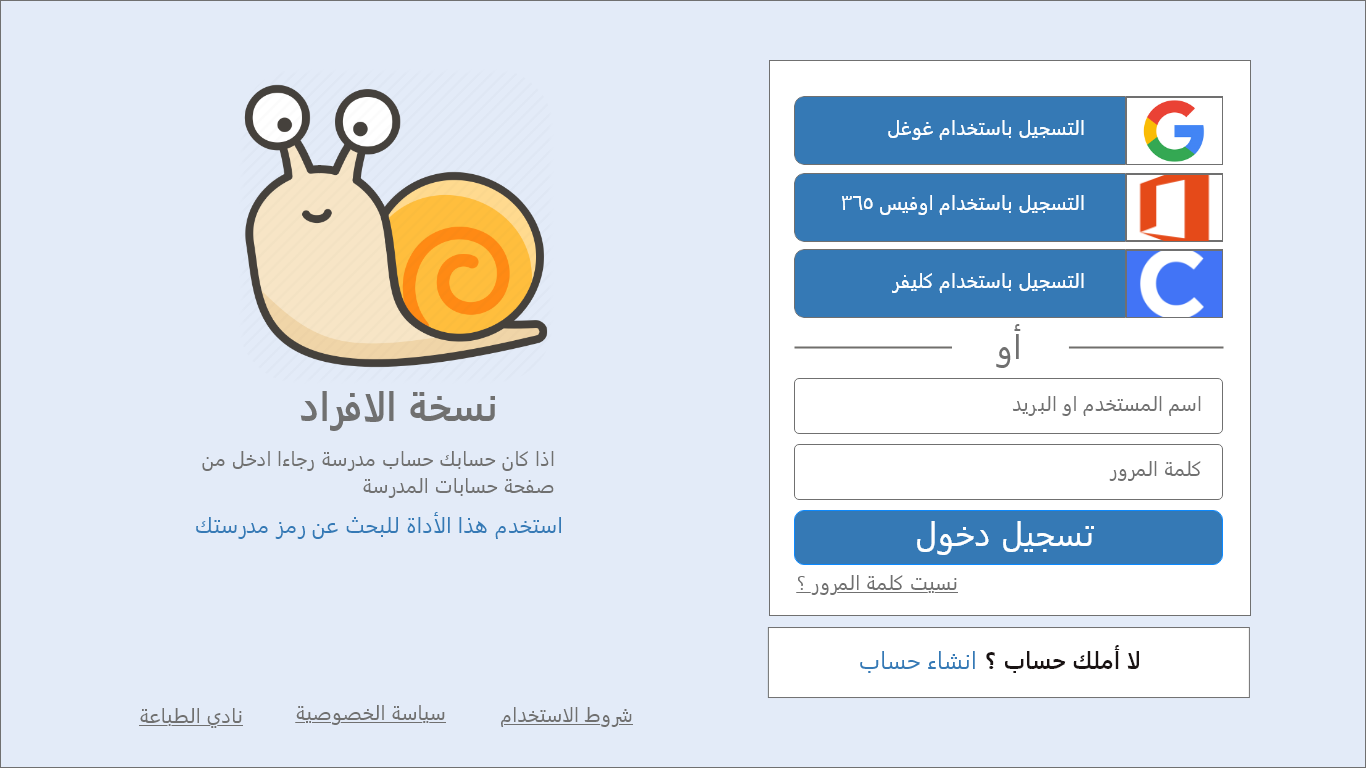 التسجيل باستخدام غوغل
التسجيل باستخدام اوفيس ٣٦٥
التسجيل باستخدام كليفر
أو
اسم المستخدم او البريد
كلمة المرور
تسجيل دخول
نسيت كلمة المرور ؟
لا أملك حساب ؟ انشاء حساب
نسخة الافراد
اذا كان حسابك حساب مدرسة رجاءا ادخل من
صفحة حسابات المدرسة
استخدم هذا الأداة للبحث عن رمز مدرستك
شروط الاستخدام
سياسة الخصوصية
نادي الطباعة